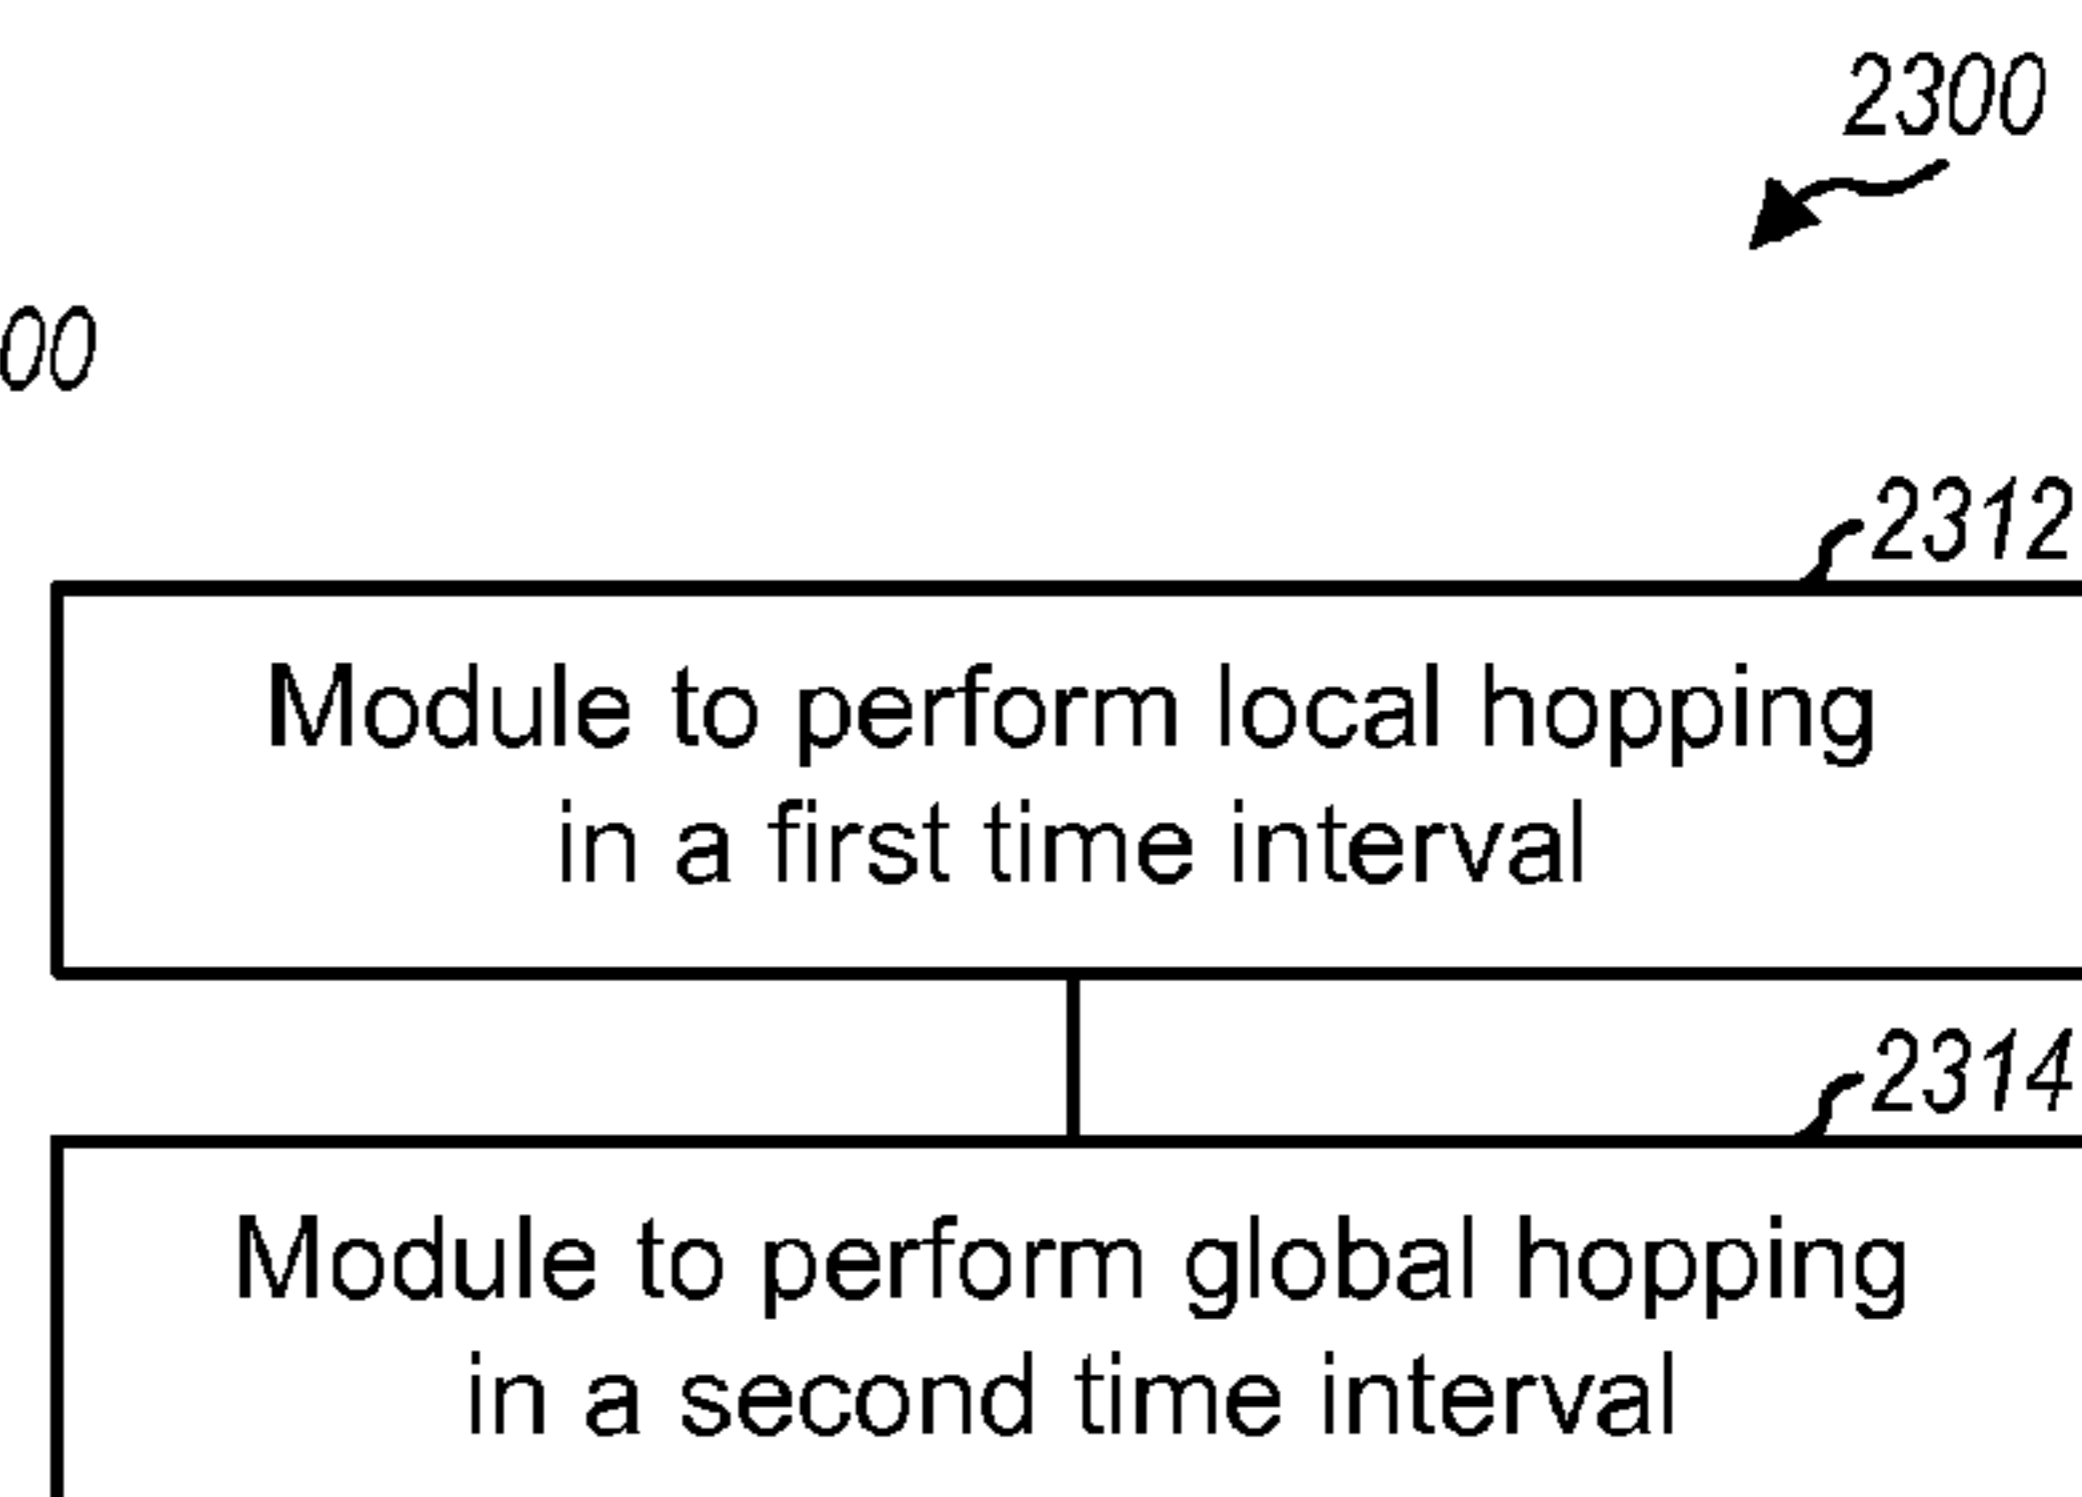 2300
00
2312
Module to perform local hopping
in a first time interval
2314
Module to perform global hopping
in a second time interval